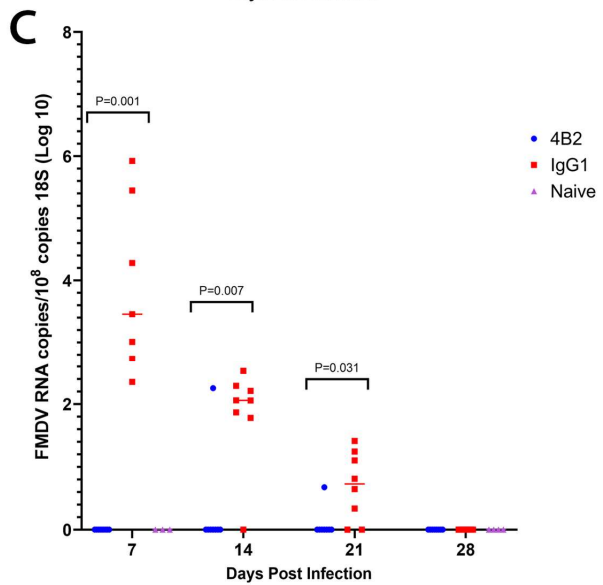 C
8
6
4
2
0
FMDV RNA copies/10⁸ copies 18S (Log 10)
P=0.001
P=0.007
P=0.031
4B2
IgG1
Naive
7 14 21 28
Days Post Infection